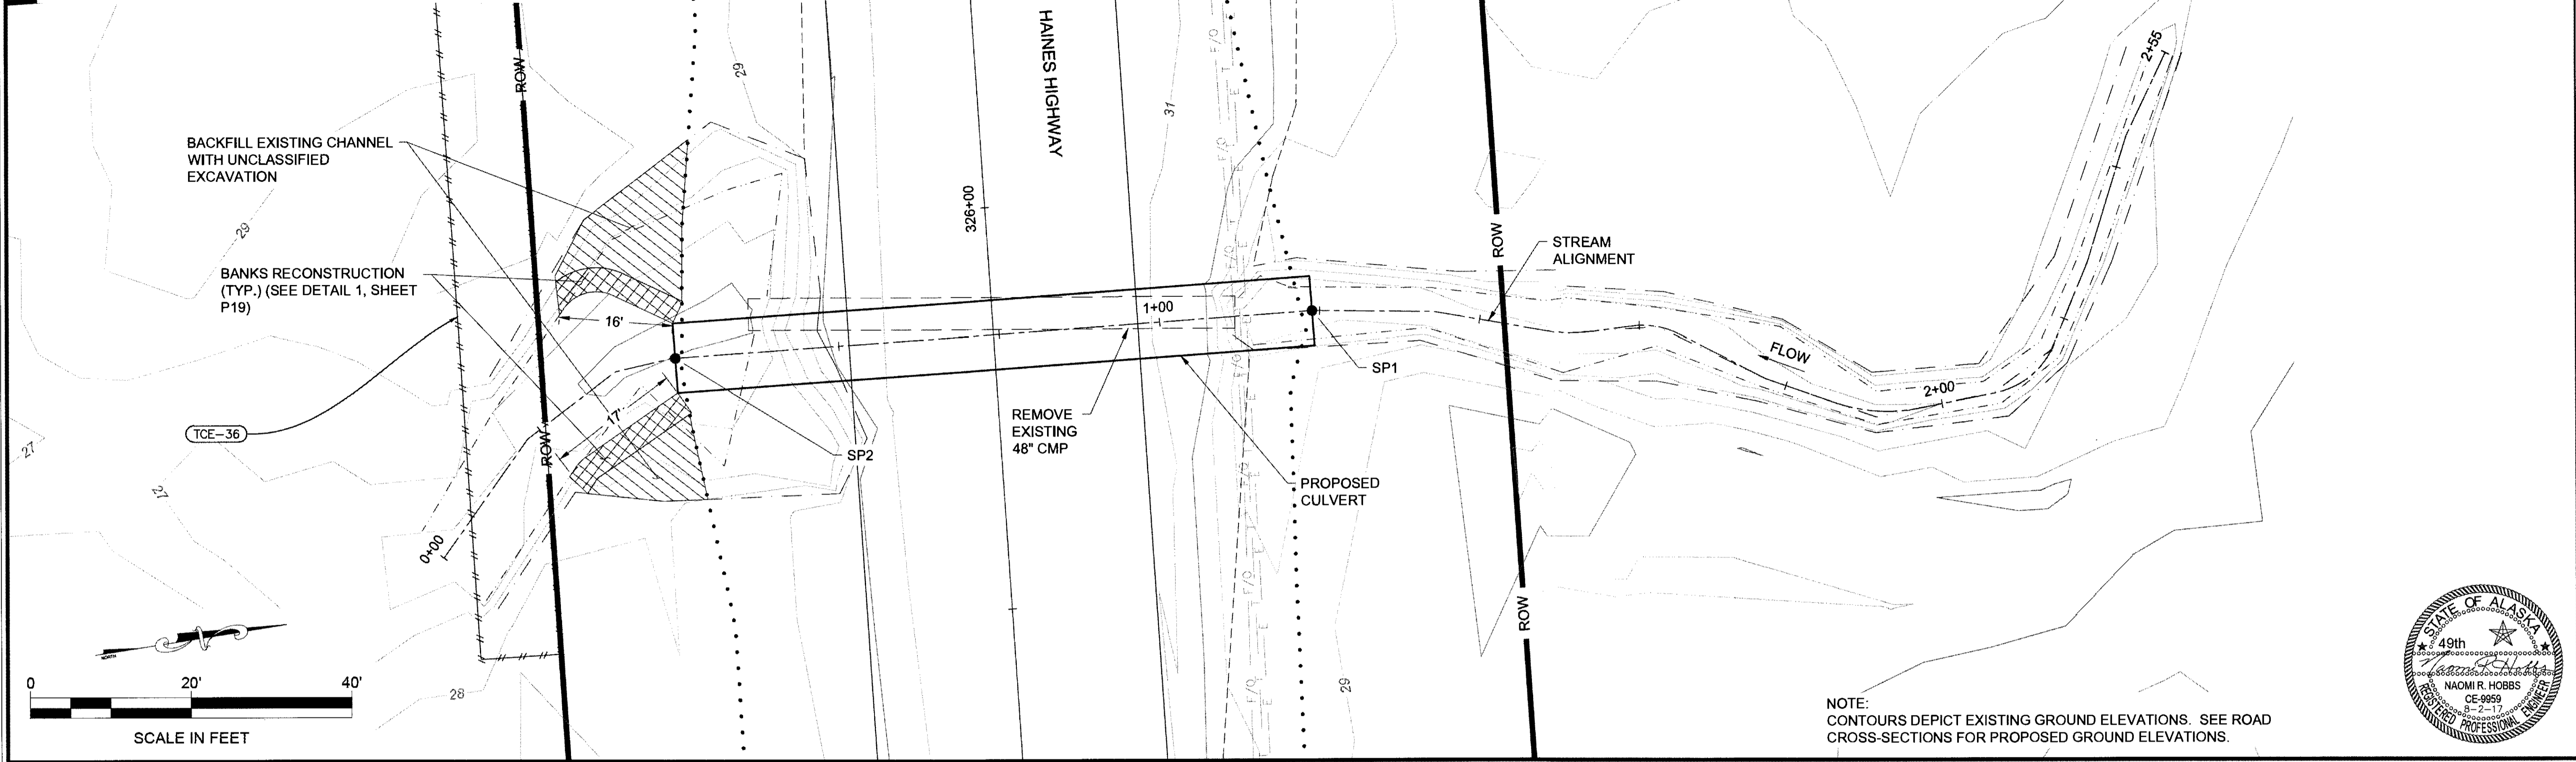 HAINES HIGHWAY
ROW
29
31
F/O
E
T
F/O
E
2+55
BACKFILL EXISTING CHANNEL
WITH UNCLASSIFIED
EXCAVATION
326+00
29
ROW
STREAM
ALIGNMENT
BANKS RECONSTRUCTION
(TYP.) (SEE DETAIL 1, SHEET
P19)
16'
1+00
FLOW
SP1
2+00
17'
REMOVE
EXISTING
48" CMP
TCE-36
ROW
SP2
27
27
PROPOSED
CULVERT
0+00
F/O
E
ROW
NORTH
0 20' 40'
SCALE IN FEET
28
29
F/O
NOTE:
CONTOURS DEPICT EXISTING GROUND ELEVATIONS. SEE ROAD
CROSS-SECTIONS FOR PROPOSED GROUND ELEVATIONS.
STATE OF ALASKA
49th
Naomi R Hobbs
NAOMI R. HOBBS
CE-9959
8-2-17
REGISTERED PROFESSIONAL ENGINEER